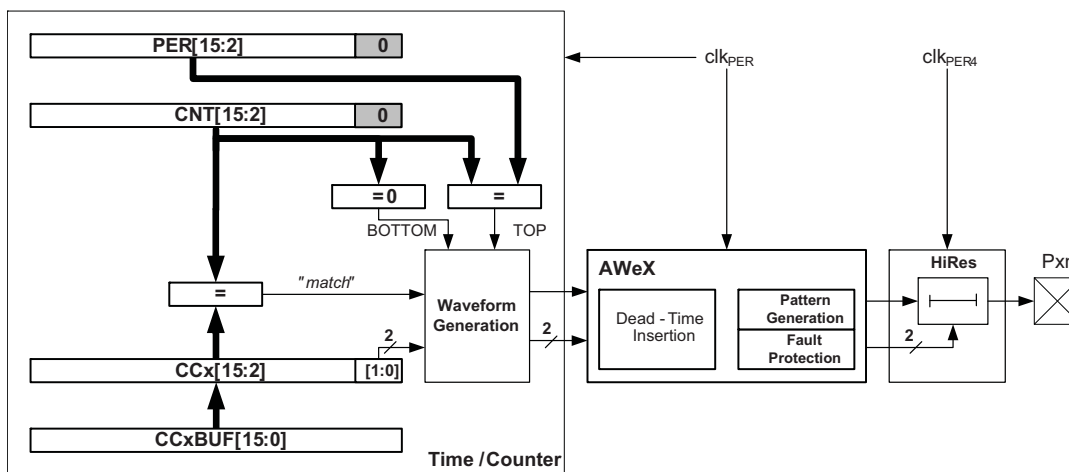 PER[15:2] 0
clkPER
clkPER4
CNT[15:2] 0
= 0
=
BOTTOM
TOP
AWeX
HiRes
Pxn
"match"
=
Waveform
Generation
Dead - Time
Insertion
Pattern
Generation
Fault
Protection
2
2
2
CCx[15:2] [1:0]
CCxBUF[15:0]
Time /Counter